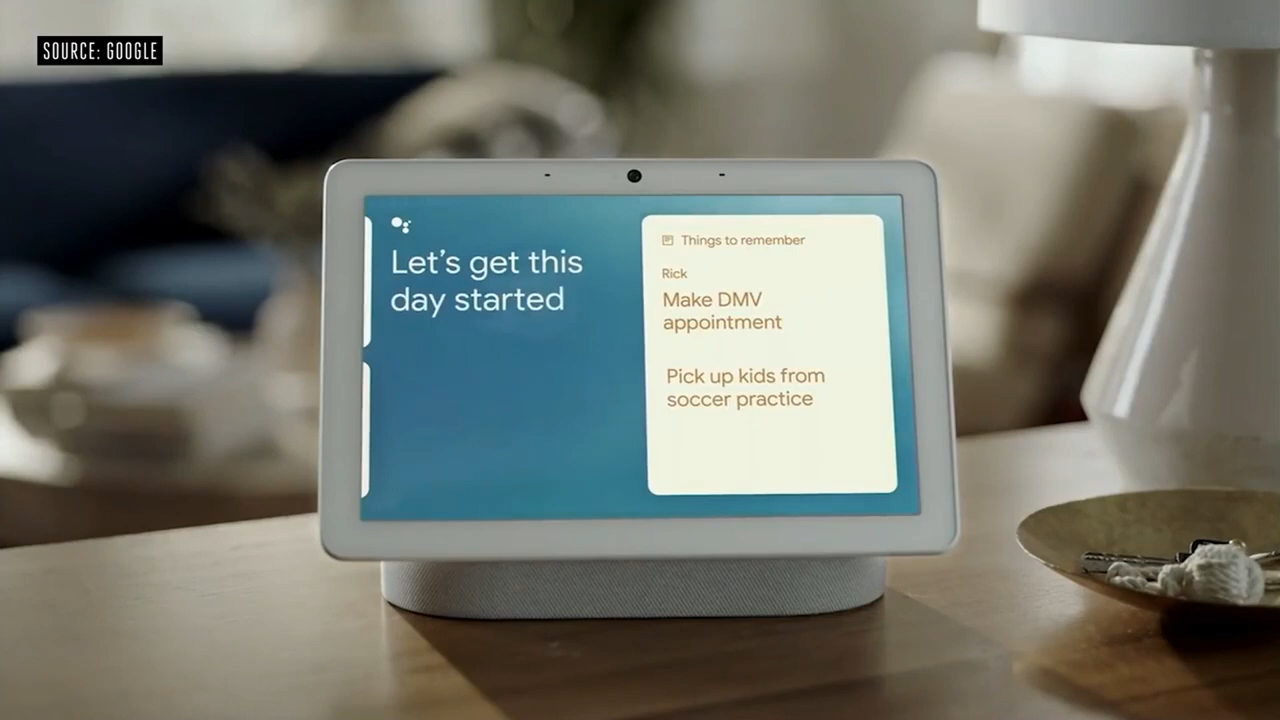 SOURCE: GOOGLE
Let's get this
day started
Things to remember
Rick
Make DMV
appointment
Pick up kids from
soccer practice